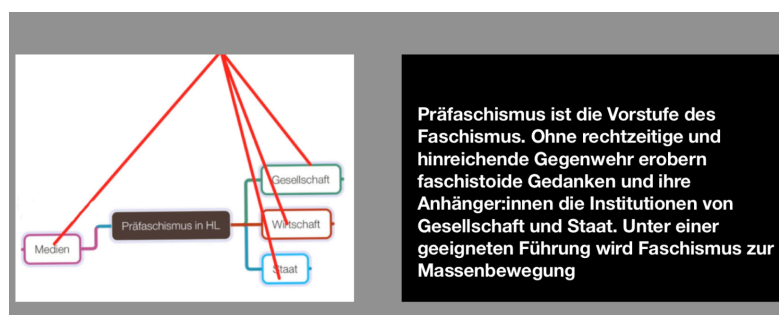 Gesellschaft
Präfaschismus in HL
Wirtschaft
Medien
Staat
Präfaschismus ist die Vorstufe des
Faschismus. Ohne rechtzeitige und
hinreichende Gegenwehr erobern
faschistoide Gedanken und ihre
Anhänger:innen die Institutionen von
Gesellschaft und Staat. Unter einer
geeigneten Führung wird Faschismus zur
Massenbewegung